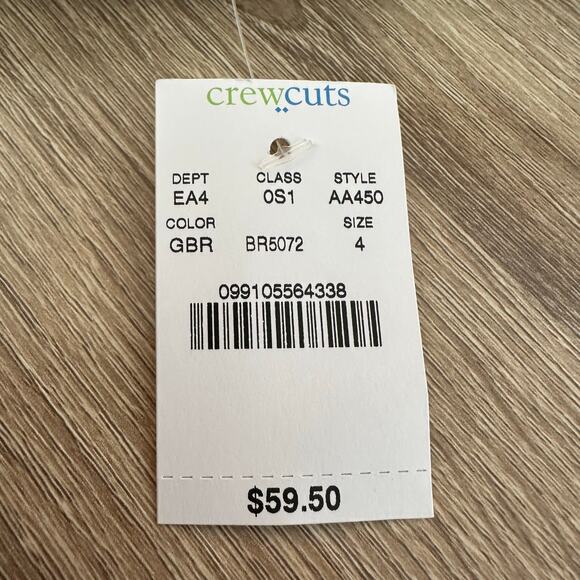 crewcuts
DEPT CLASS STYLE
EA4 0S1 AA450
COLOR SIZE
GBR BR5072 4
099105564338
$59.50